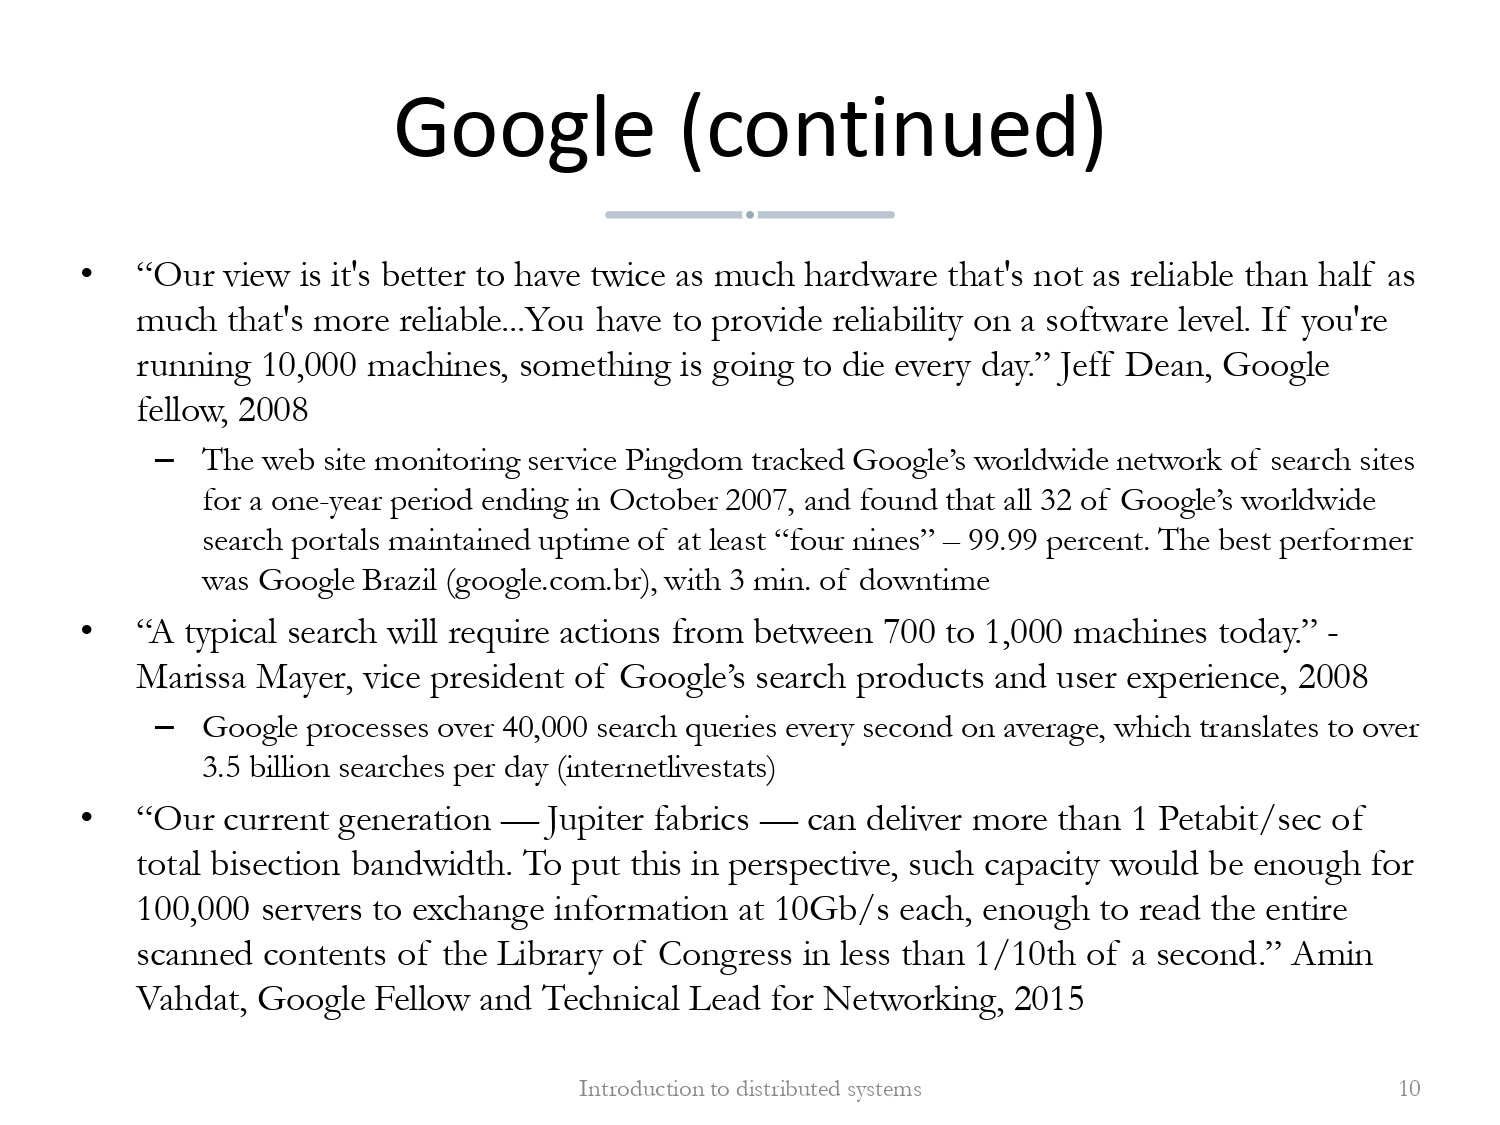 Google (continued)
• “Our view is it's better to have twice as much hardware that's not as reliable than half as
much that's more reliable...You have to provide reliability on a software level. If you're
running 10,000 machines, something is going to die every day.” Jeff Dean, Google
fellow, 2008
– The web site monitoring service Pingdom tracked Google’s worldwide network of search sites
for a one-year period ending in October 2007, and found that all 32 of Google’s worldwide
search portals maintained uptime of at least “four nines” – 99.99 percent. The best performer
was Google Brazil (google.com.br), with 3 min. of downtime
• “A typical search will require actions from between 700 to 1,000 machines today.” -
Marissa Mayer, vice president of Google’s search products and user experience, 2008
– Google processes over 40,000 search queries every second on average, which translates to over
3.5 billion searches per day (internetlivestats)
• “Our current generation — Jupiter fabrics — can deliver more than 1 Petabit/sec of
total bisection bandwidth. To put this in perspective, such capacity would be enough for
100,000 servers to exchange information at 10Gb/s each, enough to read the entire
scanned contents of the Library of Congress in less than 1/10th of a second.” Amin
Vahdat, Google Fellow and Technical Lead for Networking, 2015
Introduction to distributed systems
10